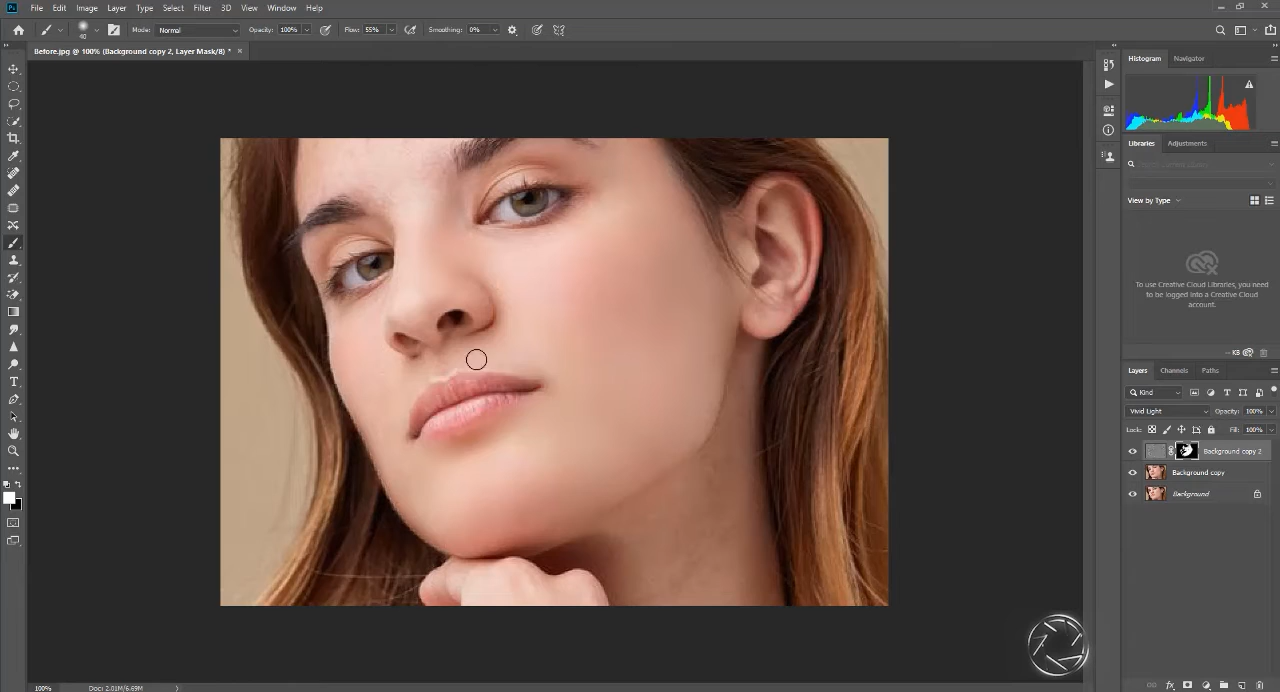 Ps File Edit Image Layer Type Select Filter 3D View Window Help
40 Mode: Normal Opacity: 100% Flow: 55% Smoothing: 0%
Before.jpg @ 100% (Background copy 2, Layer Mask/8) * ×
Histogram Navigator
Libraries Adjustments
View by Type
To use Creative Cloud Libraries, you need
to be logged into a Creative Cloud
account.
-- KB
Layers Channels Paths
Kind
Vivid Light Opacity: 100%
Lock: Fill: 100%
Background copy 2
Background copy
Background
100% Doc: 2.01M/6.69M